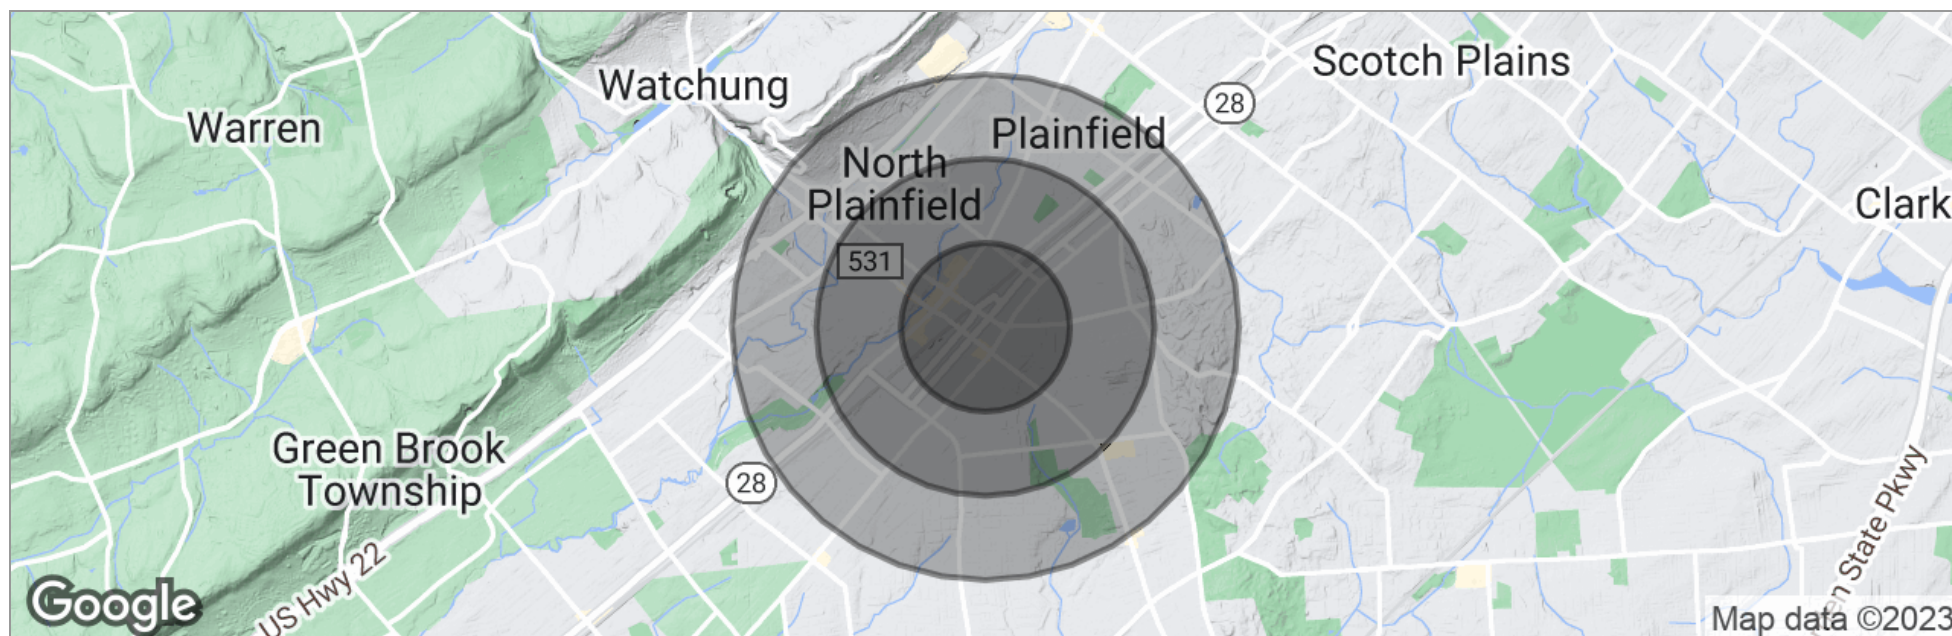 Scotch Plains
Watchung
28
Warren
Plainfield
North
Plainfield
Clark
531
Green Brook
Township
28
US Hwy 22
en State Pkwy
Google
Map data ©2023